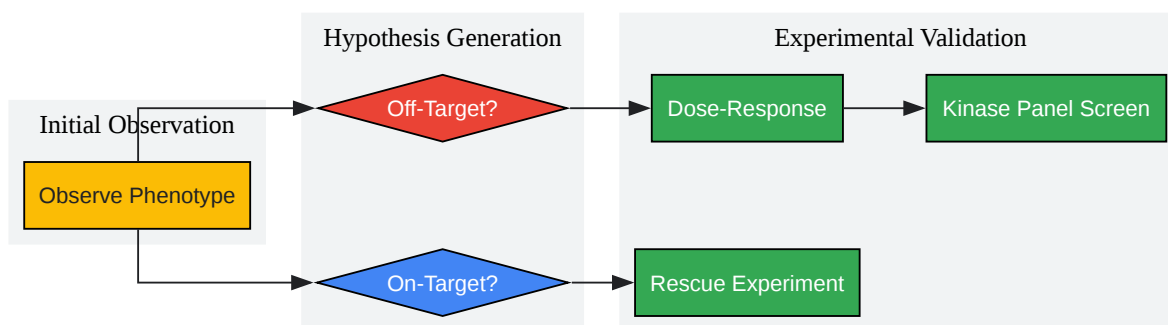 Initial Observation
Observe Phenotype
Hypothesis Generation
Off-Target?
On-Target?
Experimental Validation
Dose-Response
Kinase Panel Screen
Rescue Experiment